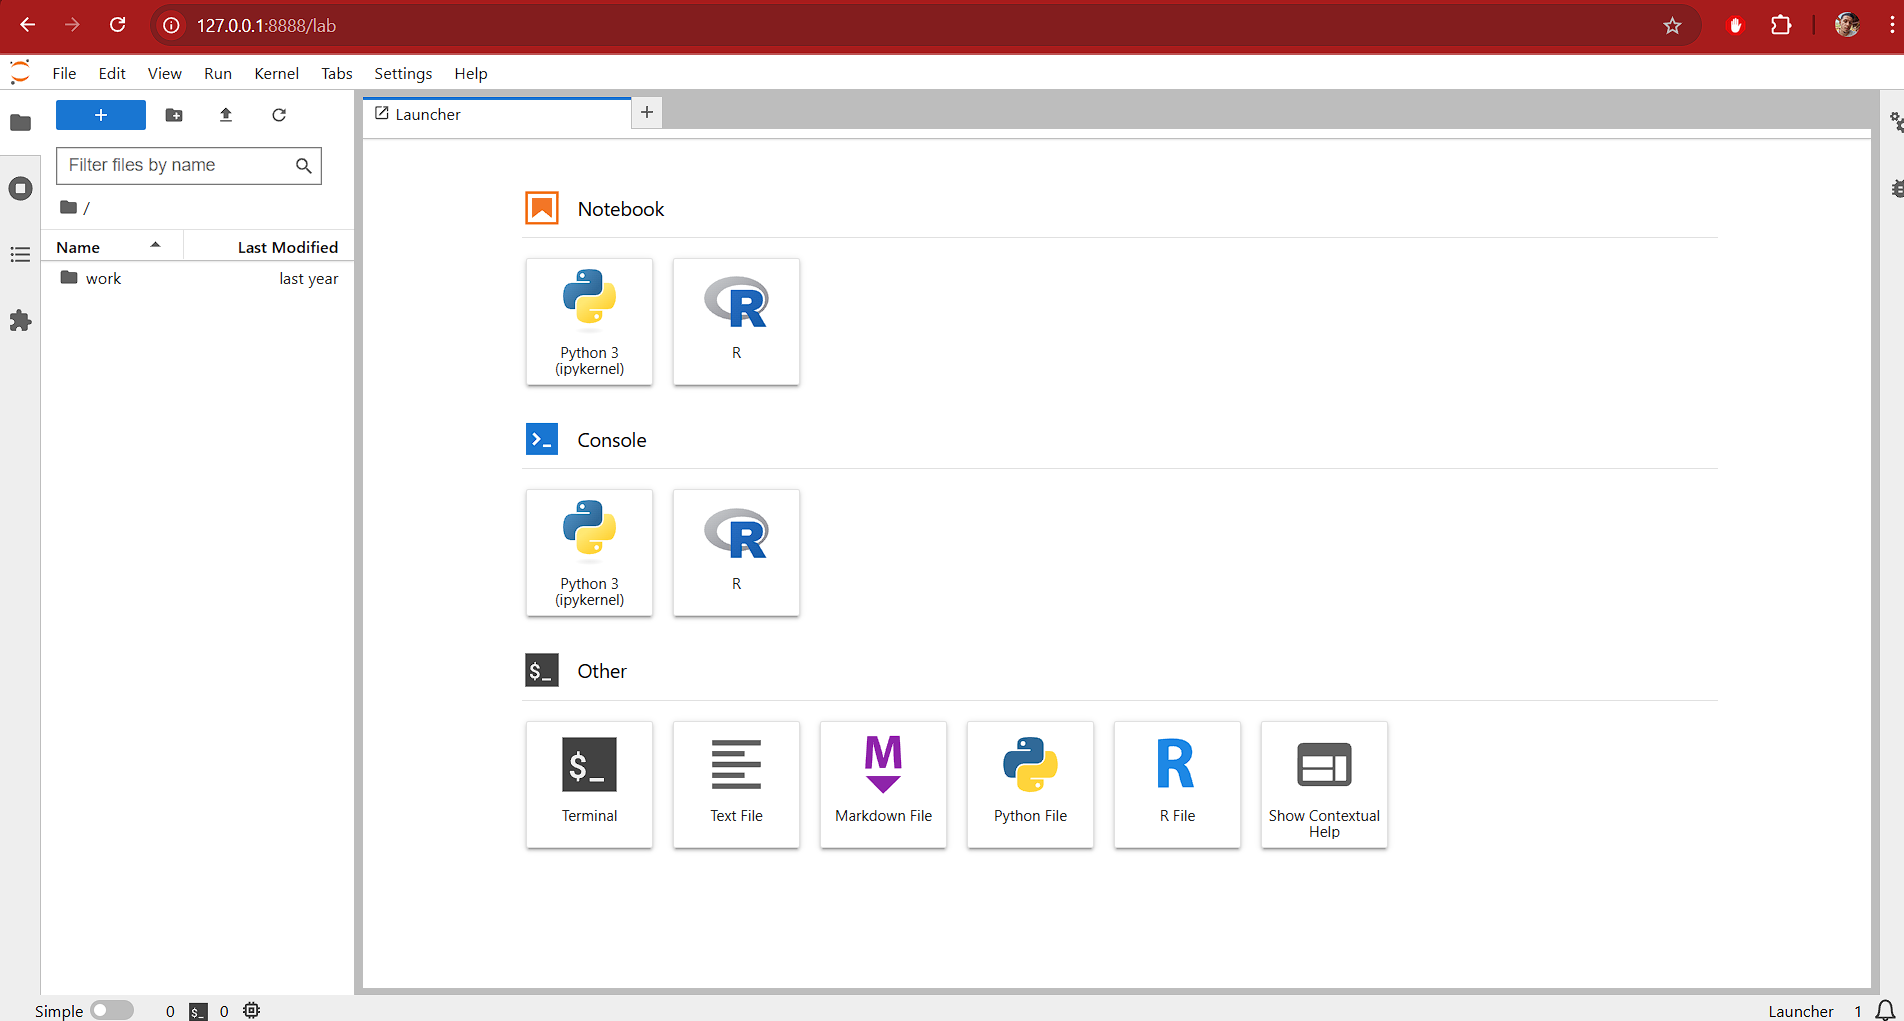 127.0.0.1:8888/lab
File Edit View Run Kernel Tabs Settings Help
+
Launcher +
Filter files by name
/
Name Last Modified
work last year
Notebook
Python 3
(ipykernel)
R
Console
Python 3
(ipykernel)
R
$_ Other
$_
Terminal
Text File
M
Markdown File
Python File
R
R File
Show Contextual
Help
Simple 0 $_ 0 Launcher 1